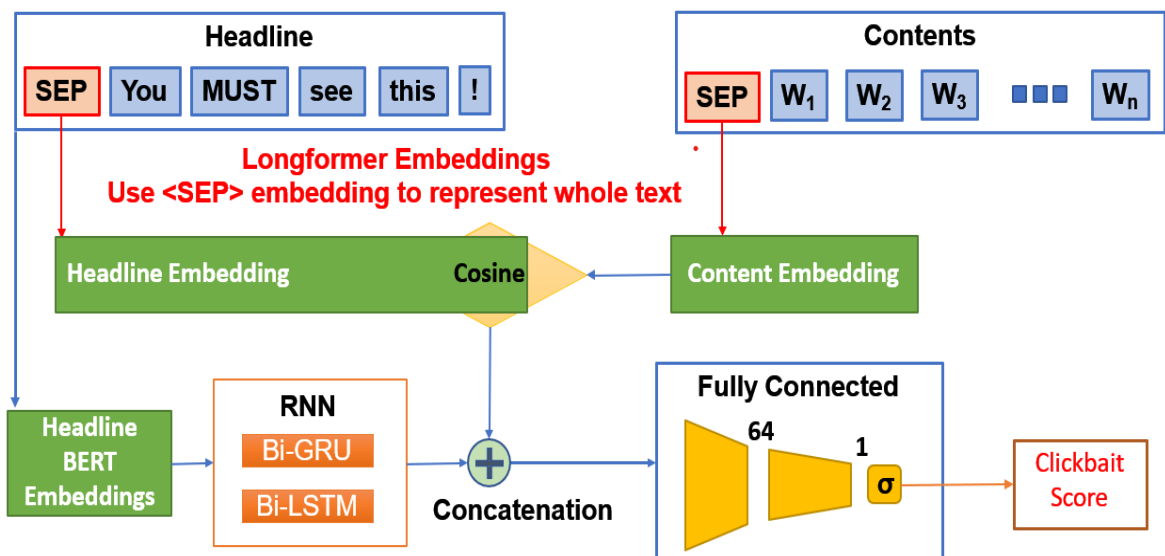 Headline
SEP You MUST see this !
Contents
SEP W1 W2 W3 Wn
Longformer Embeddings
Use <SEP> embedding to represent whole text
Headline Embedding
Cosine
Content Embedding
Headline
BERT
Embeddings
RNN
Bi-GRU
Bi-LSTM
+
Concatenation
Fully Connected
64
1
σ
Clickbait
Score